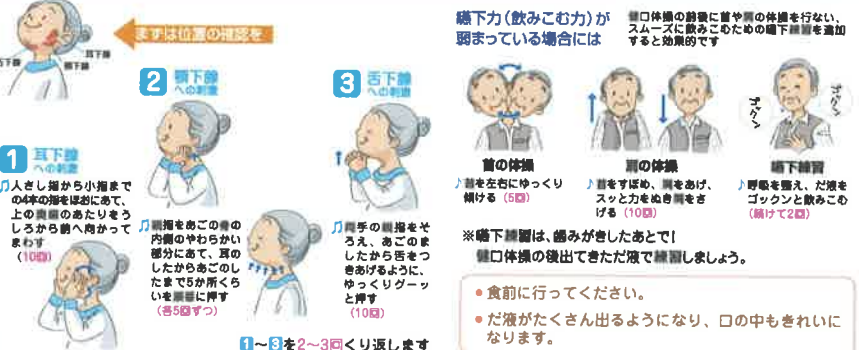 まずは位置の確認を
耳下腺
舌下腺
顎下腺
1 耳下腺
への刺激
♫人さし指から小指まで
の4本の指をほおにあて、
上の奥歯のあたりをう
しろから前へ向かって
まわす
(10回)
2 顎下腺
への刺激
♫親指をあごの骨の
内側のやわらかい
部分にあて、耳の
したからあごのし
たまで5か所くら
いを順番に押す
(各5回ずつ)
3 舌下腺
への刺激
♫両手の親指をそ
ろえ、あごのま
したから舌をつ
きあげるように、
ゆっくりグーッ
と押す
(10回)
1〜3を2〜3回くり返します
嚥下力(飲みこむ力)が
弱まっている場合には
健口体操の前後に首や肩の体操を行ない、
スムーズに飲みこむための嚥下練習を追加
すると効果的です
首の体操
♪首を左右にゆっくり
傾ける(5回)
肩の体操
♪首をすぼめ、肩をあげ、
スッと力をぬき肩をさ
げる(10回)
ゴックン
ゴックン
嚥下練習
♪呼吸を整え、だ液を
ゴックンと飲みこむ
(続けて2回)
※嚥下練習は、歯みがきしたあとで!
健口体操の後出てきただ液で練習しましょう。
• 食前に行ってください。
• だ液がたくさん出るようになり、口の中もきれいに
なります。